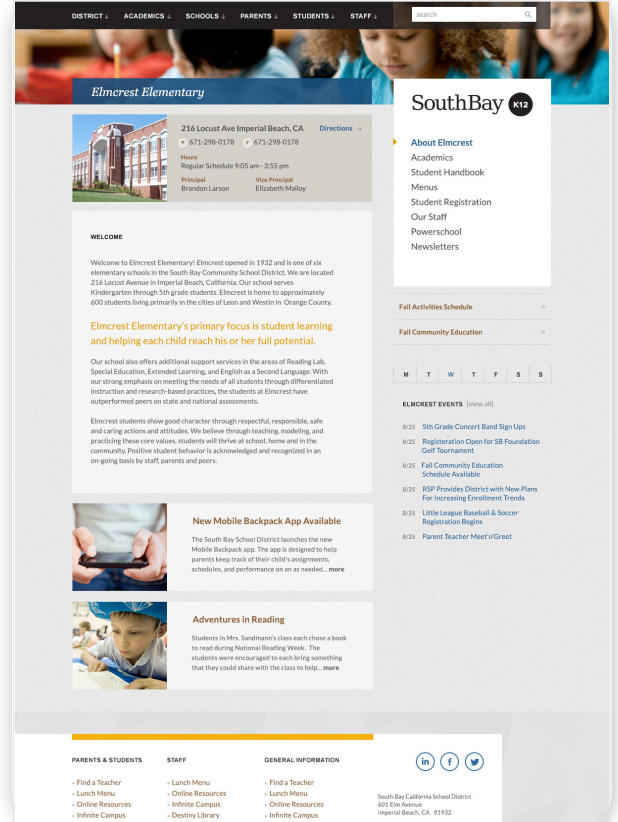 DISTRICT ↓ ACADEMICS ↓ SCHOOLS ↓ PARENTS ↓ STUDENTS ↓ STAFF ↓
search
Elmcrest Elementary
SouthBay K12
216 Locust Ave Imperial Beach, CA Directions →
P 671-298-0178 F 671-298-0178
Hours
Regular Schedule 9:05 am - 3:55 pm
Principal Vice Principal
Brandon Larson Elizabeth Malloy
About Elmcrest
Academics
Student Handbook
Menus
Student Registration
Our Staff
Powerschool
Newsletters
WELCOME
Welcome to Elmcrest Elementary! Elmcrest opened in 1932 and is one of six
elementary schools in the South Bay Community School District. We are located
216 Locust Avenue in Imperial Beach, California. Our school serves
Kindergarten through 5th grade students. Elmcrest is home to approximately
600 students living primarily in the cities of Leon and Westin in Orange County.
Elmcrest Elementary's primary focus is student learning
and helping each child reach his or her full potential.
Our school also offers additional support services in the areas of Reading Lab,
Special Education, Extended Learning, and English as a Second Language. With
our strong emphasis on meeting the needs of all students through differentiated
instruction and research-based practices, the students at Elmcrest have
outperformed peers on state and national assessments.
Elmcrest students show good character through respectful, responsible, safe
and caring actions and attitudes. We believe through teaching, modeling, and
practicing these core values, students will thrive at school, home and in the
community. Positive student behavior is acknowledged and recognized in an
on-going basis by staff, parents and peers.
Fall Activities Schedule →
Fall Community Education →
M T W T F S S
ELMCREST EVENTS (view all)
8/25 5th Grade Concert Band Sign Ups
8/25 Registeration Open for SB Foundation
Golf Tournament
8/25 Fall Community Education
Schedule Available
8/25 RSP Provides District with New Plans
For Increasing Enrollment Trends
8/25 Little League Baseball & Soccer
Registration Begins
8/25 Parent Teacher Meet'n'Greet
New Mobile Backpack App Available
The South Bay School District launches the new
Mobile Backpack app. The app is designed to help
parents keep track of their child's assignments,
schedules, and performance on an as needed... more
Adventures in Reading
Students in Mrs. Sandmann's class each chose a book
to read during National Reading Week. The
students were encouraged to each bring something
that they could share with the class to help... more
PARENTS & STUDENTS
+ Find a Teacher
+ Lunch Menu
+ Online Resources
+ Infinite Campus
STAFF
+ Lunch Menu
+ Online Resources
+ Infinite Campus
+ Destiny Library
GENERAL INFORMATION
+ Find a Teacher
+ Lunch Menu
+ Online Resources
+ Infinite Campus
in f
South Bay California School District
601 Elm Avenue
Imperial Beach, CA 91932